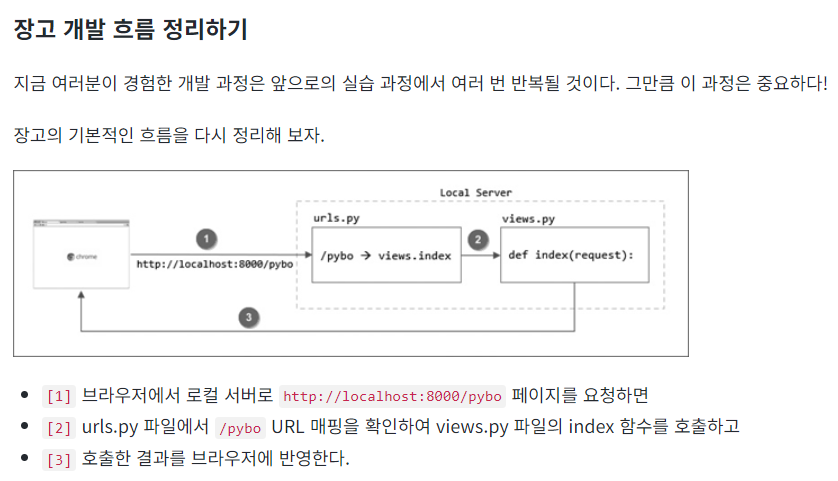 장고 개발 흐름 정리하기
지금 여러분이 경험한 개발 과정은 앞으로의 실습 과정에서 여러 번 반복될 것이다. 그만큼 이 과정은 중요하다!
장고의 기본적인 흐름을 다시 정리해 보자.
Local Server
urls.py
views.py
1
2
chrome
http://localhost:8000/pybo
/pybo → views.index
def index(request):
3
[1] 브라우저에서 로컬 서버로 http://localhost:8000/pybo 페이지를 요청하면
[2] urls.py 파일에서 /pybo URL 매핑을 확인하여 views.py 파일의 index 함수를 호출하고
[3] 호출한 결과를 브라우저에 반영한다.